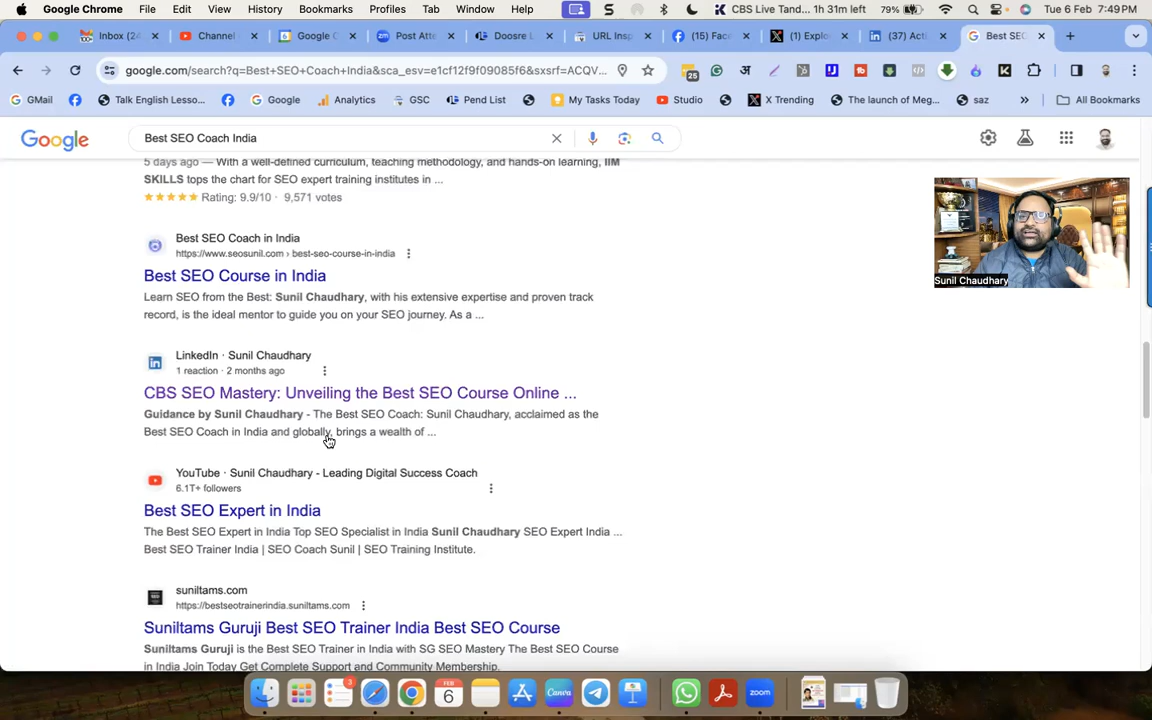 Google Chrome File Edit View History Bookmarks Profiles Tab Window Help CBS Live Tand... 1h 31m left 79% Tue 6 Feb 7:49 PM
Inbox (24 Channel Google C Post Atte Doosre L URL Insp (15) Face (1) Explo (37) Acti Best SEO
google.com/search?q=Best+SEO+Coach+India&sca_esv=e1cf12f9f09085f6&sxsrf=ACQV... 25
GMail Talk English Lesso... Google Analytics GSC Pend List My Tasks Today Studio X Trending The launch of Meg... saz » All Bookmarks
Google Best SEO Coach India
5 days ago — With a well-defined curriculum, teaching methodology, and hands-on learning, IIM
SKILLS tops the chart for SEO expert training institutes in ...
Rating: 9.9/10 · 9,571 votes
Best SEO Coach in India
https://www.seosunil.com › best-seo-course-in-india
Best SEO Course in India
Learn SEO from the Best: Sunil Chaudhary, with his extensive expertise and proven track
record, is the ideal mentor to guide you on your SEO journey. As a ...
LinkedIn · Sunil Chaudhary
1 reaction · 2 months ago
CBS SEO Mastery: Unveiling the Best SEO Course Online ...
Guidance by Sunil Chaudhary - The Best SEO Coach: Sunil Chaudhary, acclaimed as the
Best SEO Coach in India and globally, brings a wealth of ...
YouTube · Sunil Chaudhary - Leading Digital Success Coach
6.1T+ followers
Best SEO Expert in India
The Best SEO Expert in India Top SEO Specialist in India Sunil Chaudhary SEO Expert India ...
Best SEO Trainer India | SEO Coach Sunil | SEO Training Institute.
suniltams.com
https://bestseotrainerindia.suniltams.com
Suniltams Guruji Best SEO Trainer India Best SEO Course
Suniltams Guruji is the Best SEO Trainer in India with SG SEO Mastery The Best SEO Course
in India Join Today Get Complete Support and Community Membership.
Sunil Chaudhary
3 FEB 6 Canva zoom